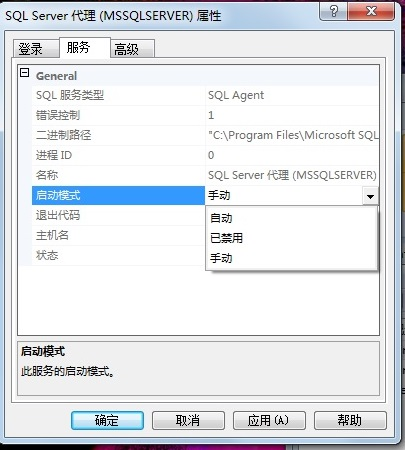 SQL Server 代理 (MSSQLSERVER) 属性
登录 服务 高级
General
SQL 服务类型 SQL Agent
错误控制 1
二进制路径 "C:\Program Files\Microsoft SQL
进程 ID 0
名称 SQL Server 代理 (MSSQLSERVER)
启动模式 手动
退出代码 自动
主机名 已禁用
状态 手动
启动模式
此服务的启动模式。
确定 取消 应用(A) 帮助